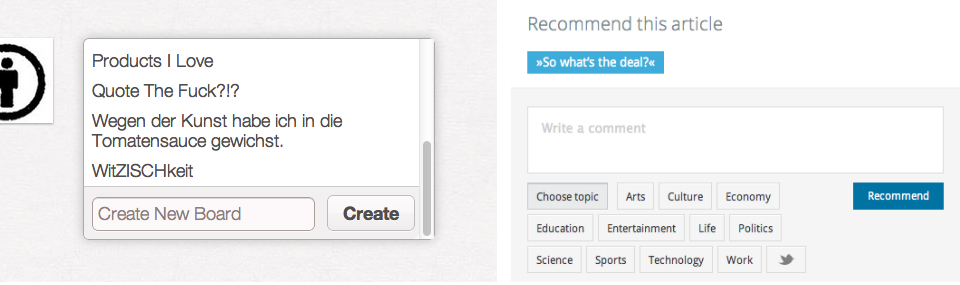 Products I Love
Quote The Fuck?!?
Wegen der Kunst habe ich in die
Tomatensauce gewichst.
WitZISCHkeit
Create New Board
Create
Recommend this article
»So what's the deal?«
Write a comment
Choose topic Arts Culture Economy
Recommend
Education Entertainment Life Politics
Science Sports Technology Work